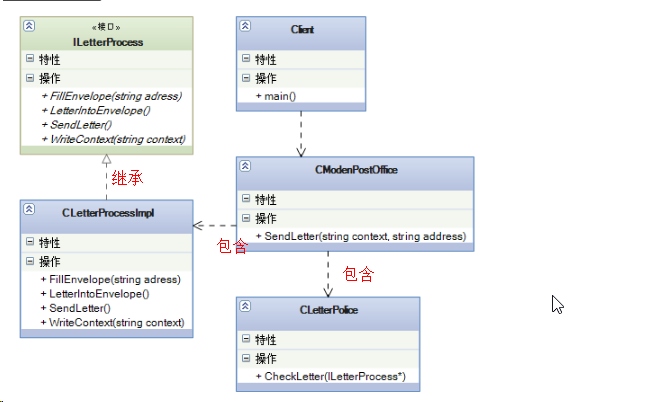 «接口»
ILetterProcess
特性
操作
+ FillEnvelope(string adress)
+ LetterIntoEnvelope()
+ SendLetter()
+ WriteContext(string context)
Client
特性
操作
+ main()
继承
CModenPostOffice
特性
操作
+ SendLetter(string context, string address)
CLetterProcessImpl
特性
操作
+ FillEnvelope(string adress)
+ LetterIntoEnvelope()
+ SendLetter()
+ WriteContext(string context)
包含
包含
CLetterPolice
特性
操作
+ CheckLetter(ILetterProcess*)